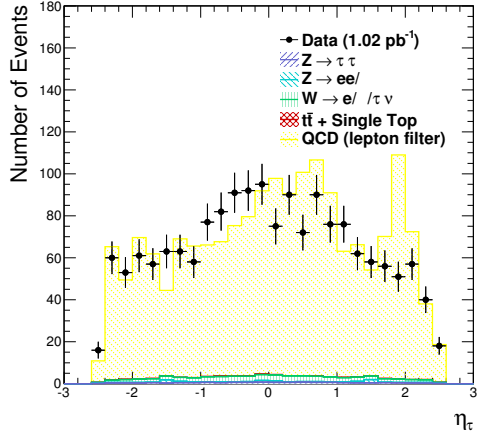 Number of Events
180
160
140
120
100
80
60
40
20
0
Data (1.02 pb⁻¹)
Z → τ τ
Z → ee/
W → e/ /τ ν
tt̄ + Single Top
QCD (lepton filter)
-3 -2 -1 0 1 2 3
η_τ